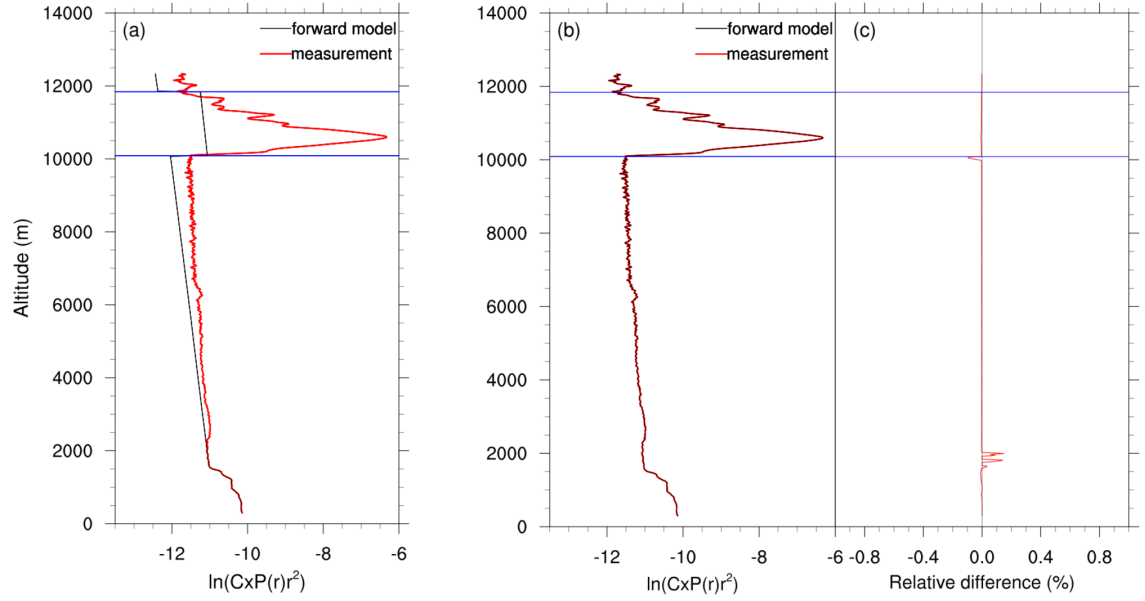 (a)
forward model
measurement
14000
12000
10000
8000
6000
4000
2000
0
Altitude (m)
-12
-10
-8
-6
ln(CxP(r)r²)
(b)
forward model
measurement
14000
12000
10000
8000
6000
4000
2000
0
-12
-10
-8
-6
ln(CxP(r)r²)
(c)
-0.8
-0.4
0.0
0.4
0.8
Relative difference (%)